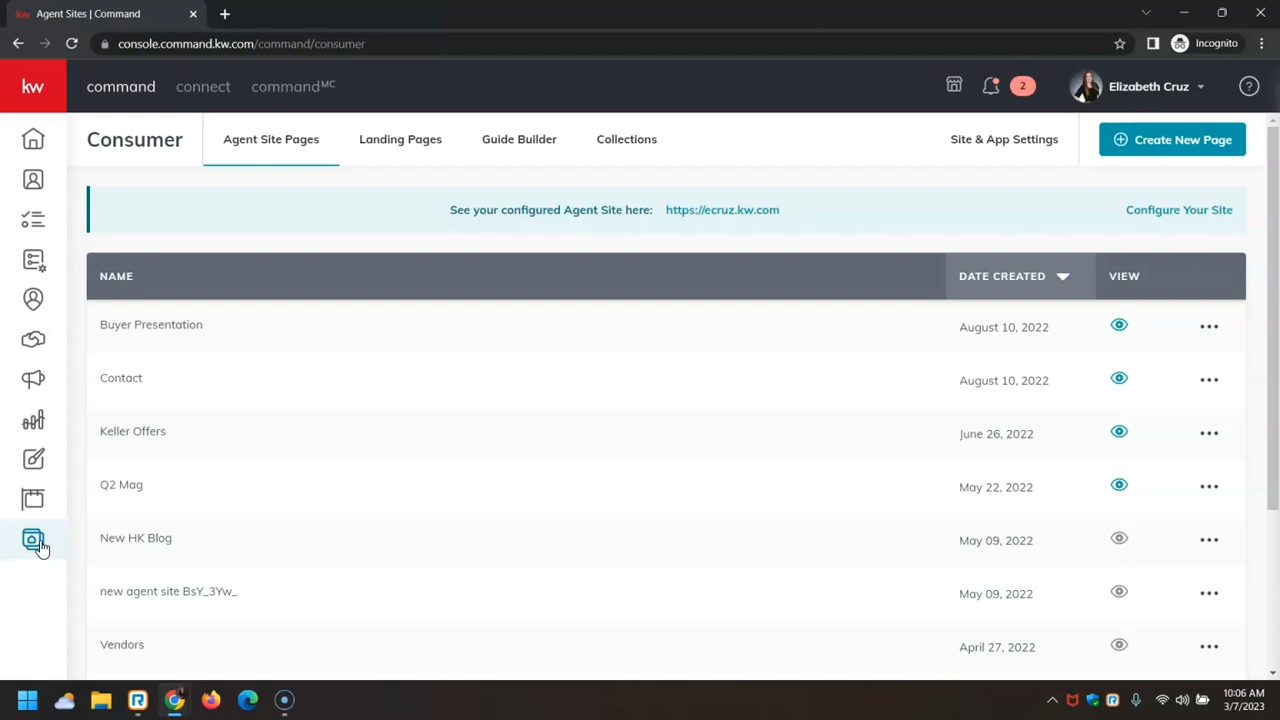 Agent Sites | Command
console.command.kw.com/command/consumer
Incognito
kw
command
connect
command MC
2
Elizabeth Cruz
Consumer
Agent Site Pages
Landing Pages
Guide Builder
Collections
Site & App Settings
Create New Page
See your configured Agent Site here: https://ecruz.kw.com
Configure Your Site
NAME
DATE CREATED
VIEW
Buyer Presentation
August 10, 2022
Contact
August 10, 2022
Keller Offers
June 26, 2022
Q2 Mag
May 22, 2022
New HK Blog
May 09, 2022
new agent site BsY_3Yw_
May 09, 2022
Vendors
April 27, 2022
10:06 AM
3/7/2023